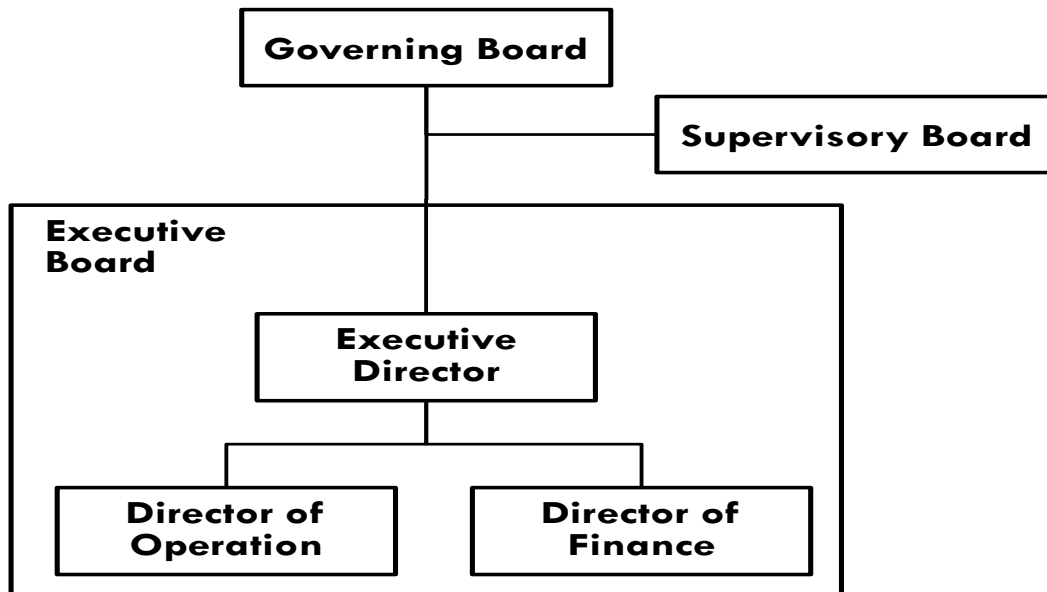 Governing Board
Supervisory Board
Executive
Board
Executive
Director
Director of
Operation
Director of
Finance